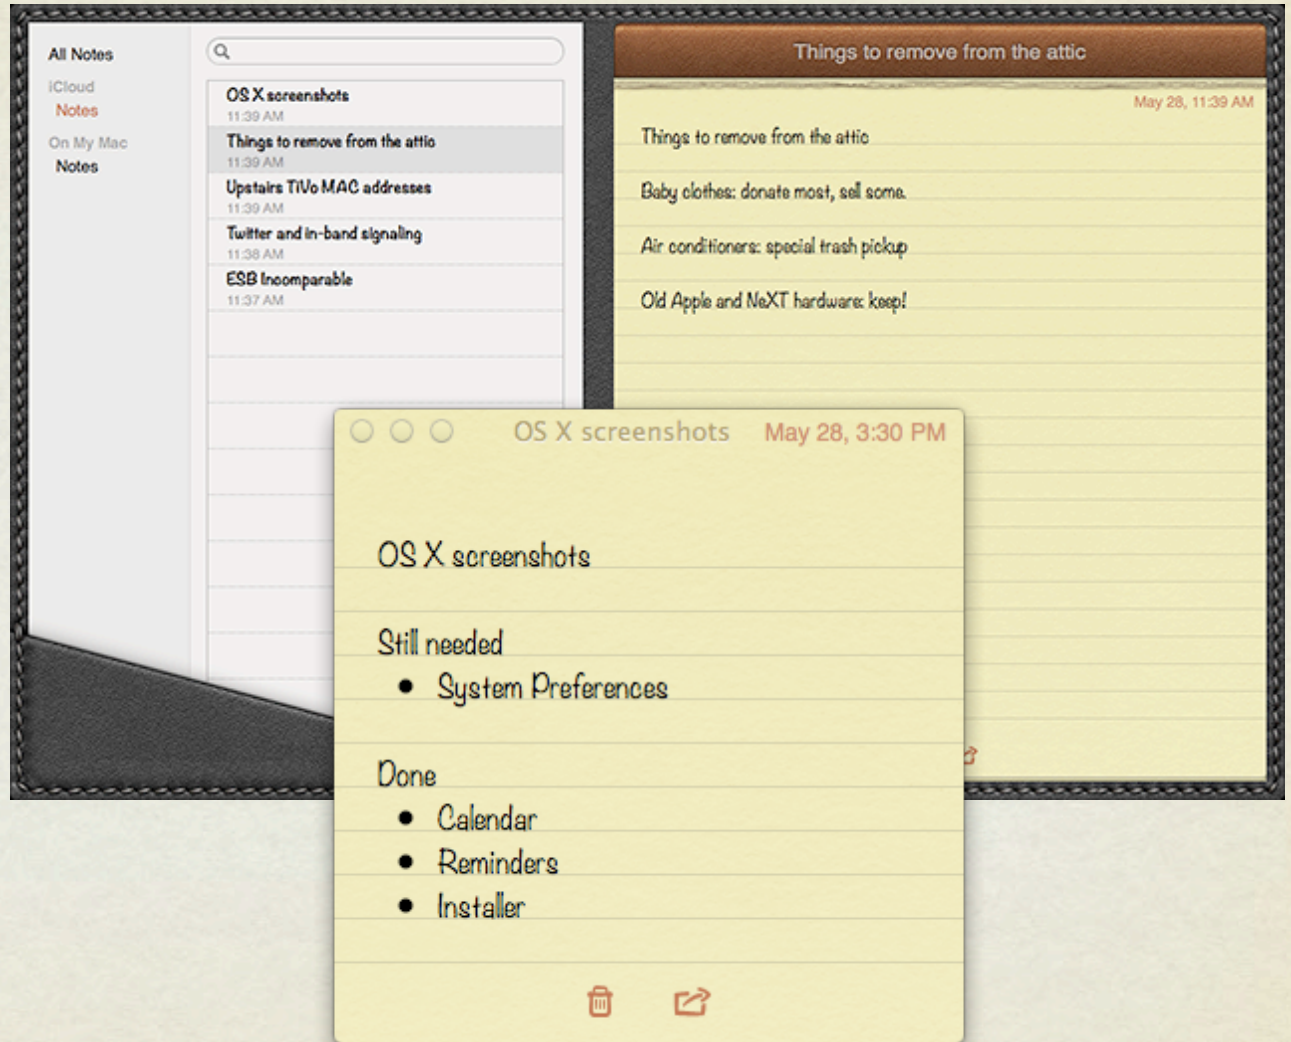 All Notes
iCloud
Notes
On My Mac
Notes
OS X screenshots
11:39 AM
Things to remove from the attic
11:39 AM
Upstairs TiVo MAC addresses
11:39 AM
Twitter and in-band signaling
11:38 AM
ESB Incomparable
11:37 AM
Things to remove from the attic
May 28, 11:39 AM
Things to remove from the attic
Baby clothes: donate most, sell some.
Air conditioners: special trash pickup
Old Apple and NeXT hardware: keep!
OS X screenshots May 28, 3:30 PM
OS X screenshots
Still needed
• System Preferences
Done
• Calendar
• Reminders
• Installer